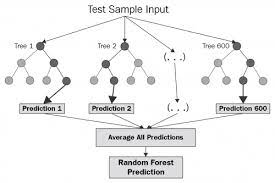 Test Sample Input
Tree 1 Tree 2 (...) Tree 600
(...)
Prediction 1 Prediction 2 Prediction 600
Average All Predictions
Random Forest
Prediction